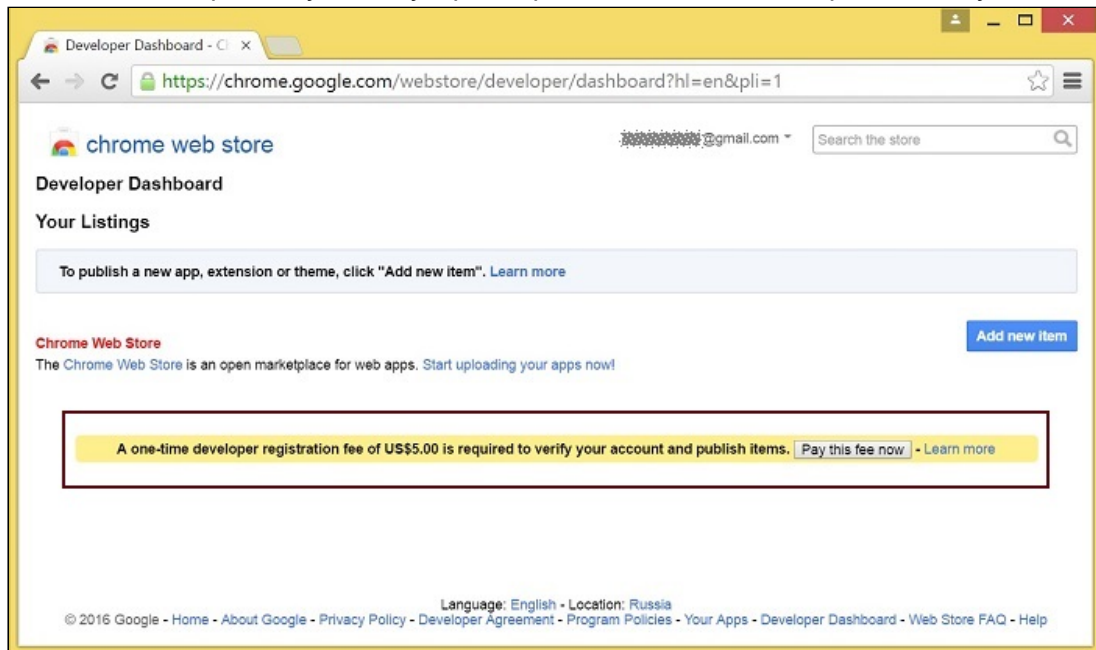 Developer Dashboard - C
https://chrome.google.com/webstore/developer/dashboard?hl=en&pli=1
chrome web store
@gmail.com
Search the store
Developer Dashboard
Your Listings
To publish a new app, extension or theme, click "Add new item". Learn more
Add new item
Chrome Web Store
The Chrome Web Store is an open marketplace for web apps. Start uploading your apps now!
A one-time developer registration fee of US$5.00 is required to verify your account and publish items. Pay this fee now - Learn more
Language: English - Location: Russia
© 2016 Google - Home - About Google - Privacy Policy - Developer Agreement - Program Policies - Your Apps - Developer Dashboard - Web Store FAQ - Help